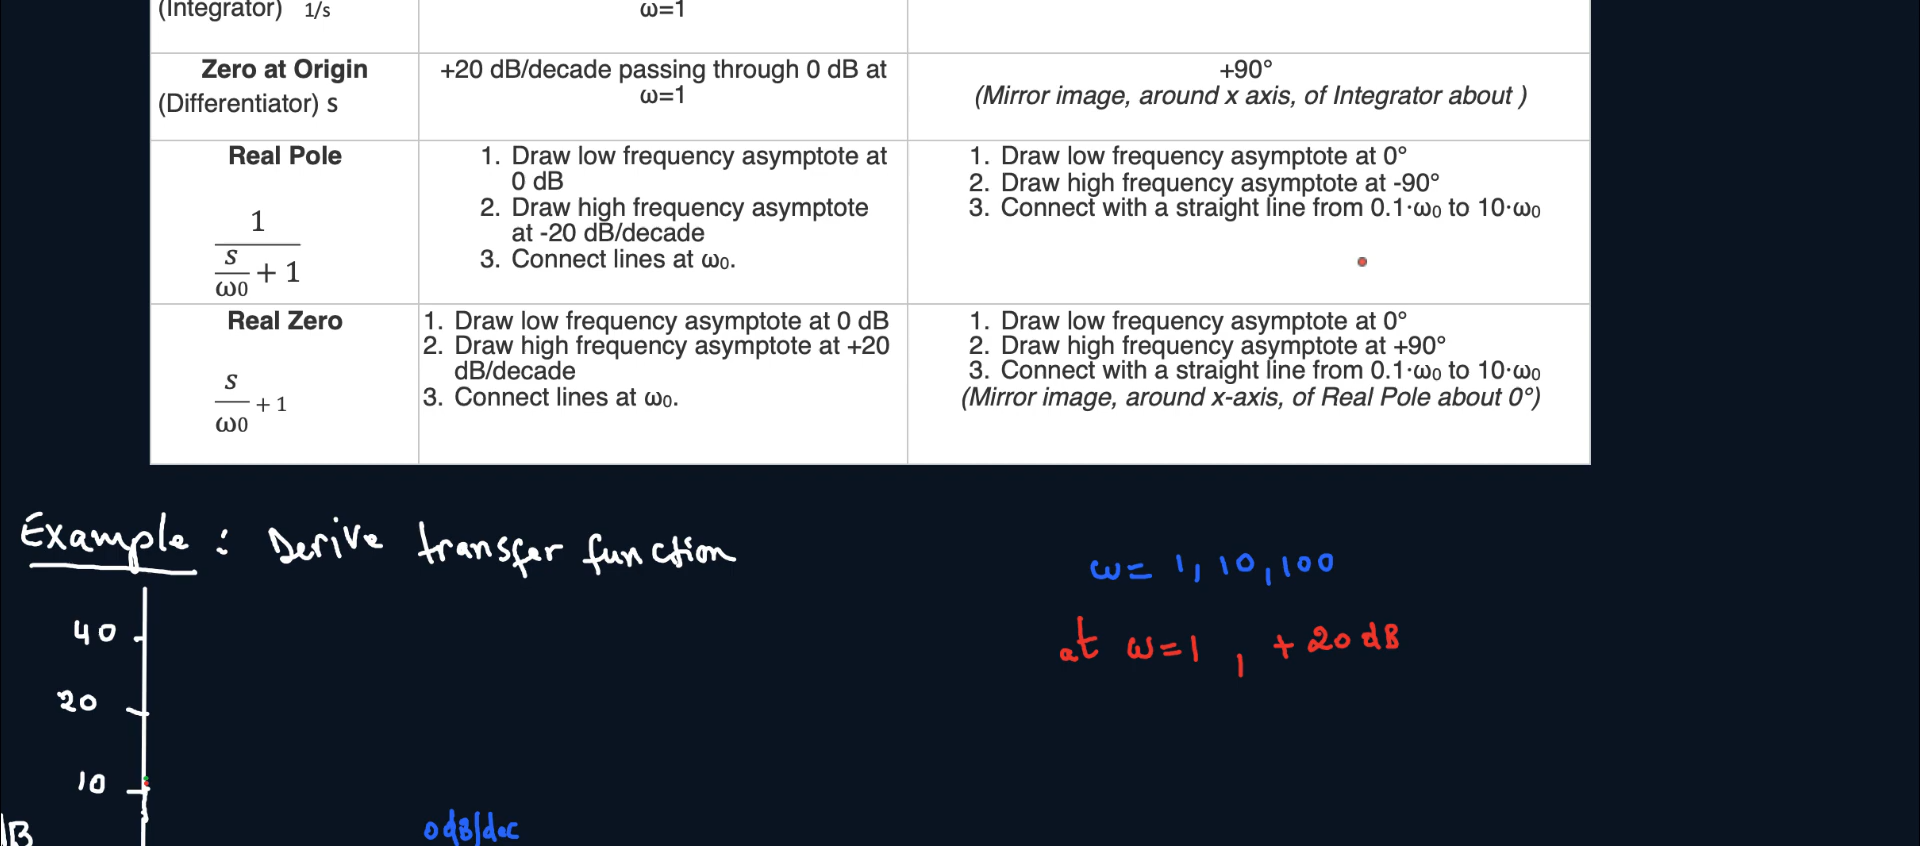 (Integrator) 1/s
ω=1
Zero at Origin
(Differentiator) s
+20 dB/decade passing through 0 dB at
ω=1
+90°
(Mirror image, around x axis, of Integrator about )
Real Pole
1
s
ω0
+ 1
1. Draw low frequency asymptote at
0 dB
2. Draw high frequency asymptote
at -20 dB/decade
3. Connect lines at ω₀.
1. Draw low frequency asymptote at 0°
2. Draw high frequency asymptote at -90°
3. Connect with a straight line from 0.1·ω₀ to 10·ω₀
Real Zero
s
ω0
+ 1
1. Draw low frequency asymptote at 0 dB
2. Draw high frequency asymptote at +20
dB/decade
3. Connect lines at ω₀.
1. Draw low frequency asymptote at 0°
2. Draw high frequency asymptote at +90°
3. Connect with a straight line from 0.1·ω₀ to 10·ω₀
(Mirror image, around x-axis, of Real Pole about 0°)
Example : Derive transfer function
ω= 1, 10, 100
at ω=1 , +20 dB
40
20
10
0 dB/dec